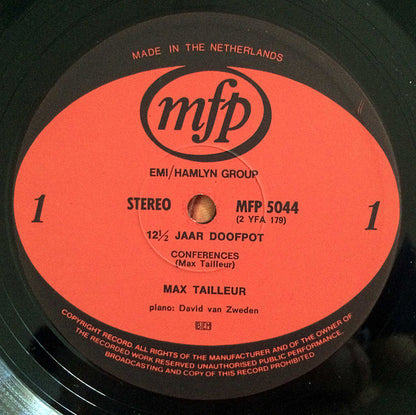 MADE IN THE NETHERLANDS
mfp
EMI/HAMLYN GROUP
1 STEREO MFP 5044 1
(2 YFA 179)
12½ JAAR DOOFPOT
CONFERENCES
(Max Tailleur)
MAX TAILLEUR
piano: David van Zweden
COPYRIGHT RECORD ALL RIGHTS OF THE MANUFACTURER AND OF THE OWNER OF
THE RECORDED WORK RESERVED UNAUTHORISED PUBLIC PERFORMANCE,
BROADCASTING AND COPY OF THIS RECORD PROHIBITED